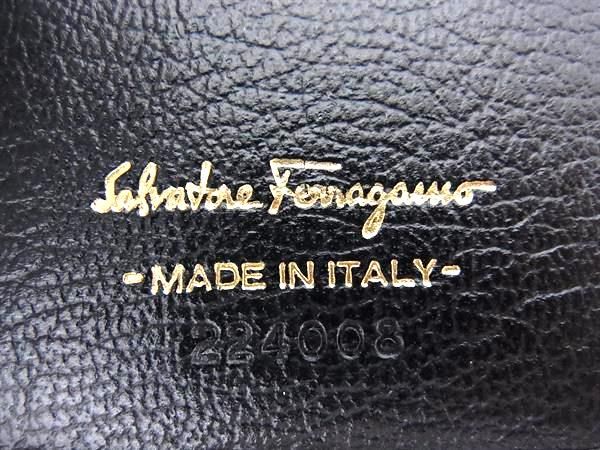 Salvatore Ferragamo
- MADE IN ITALY -
224008